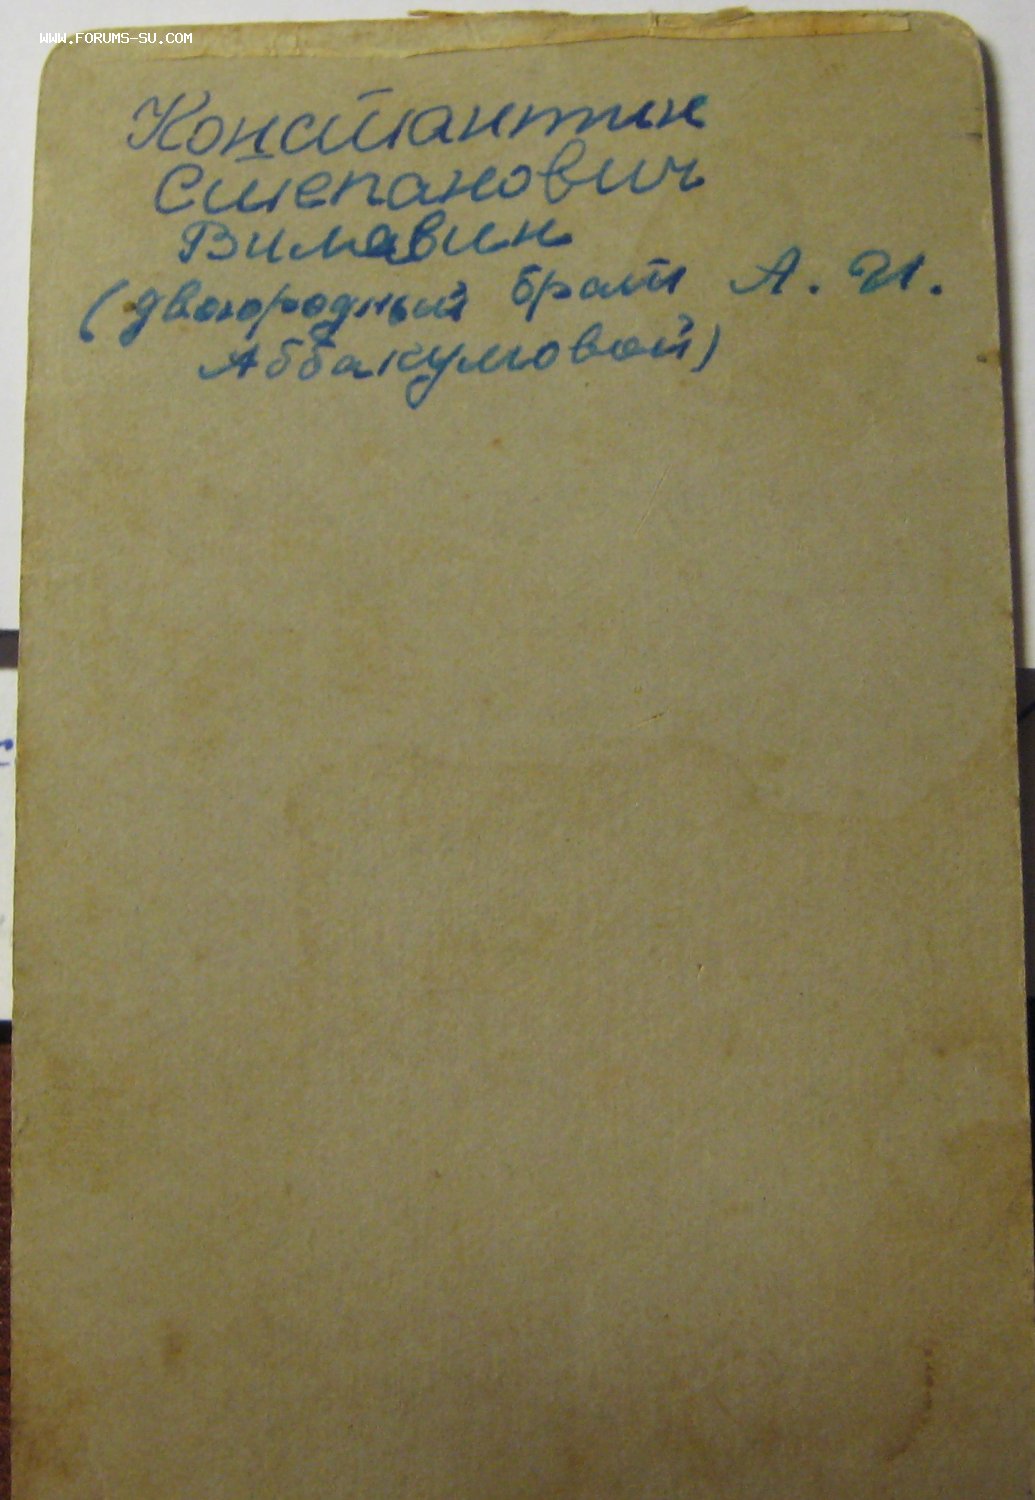 WWW.FORUMS-SU.COM
Константин
Степанович
Вилявин
(двоюродный брат А. И.
Аббакумовой)